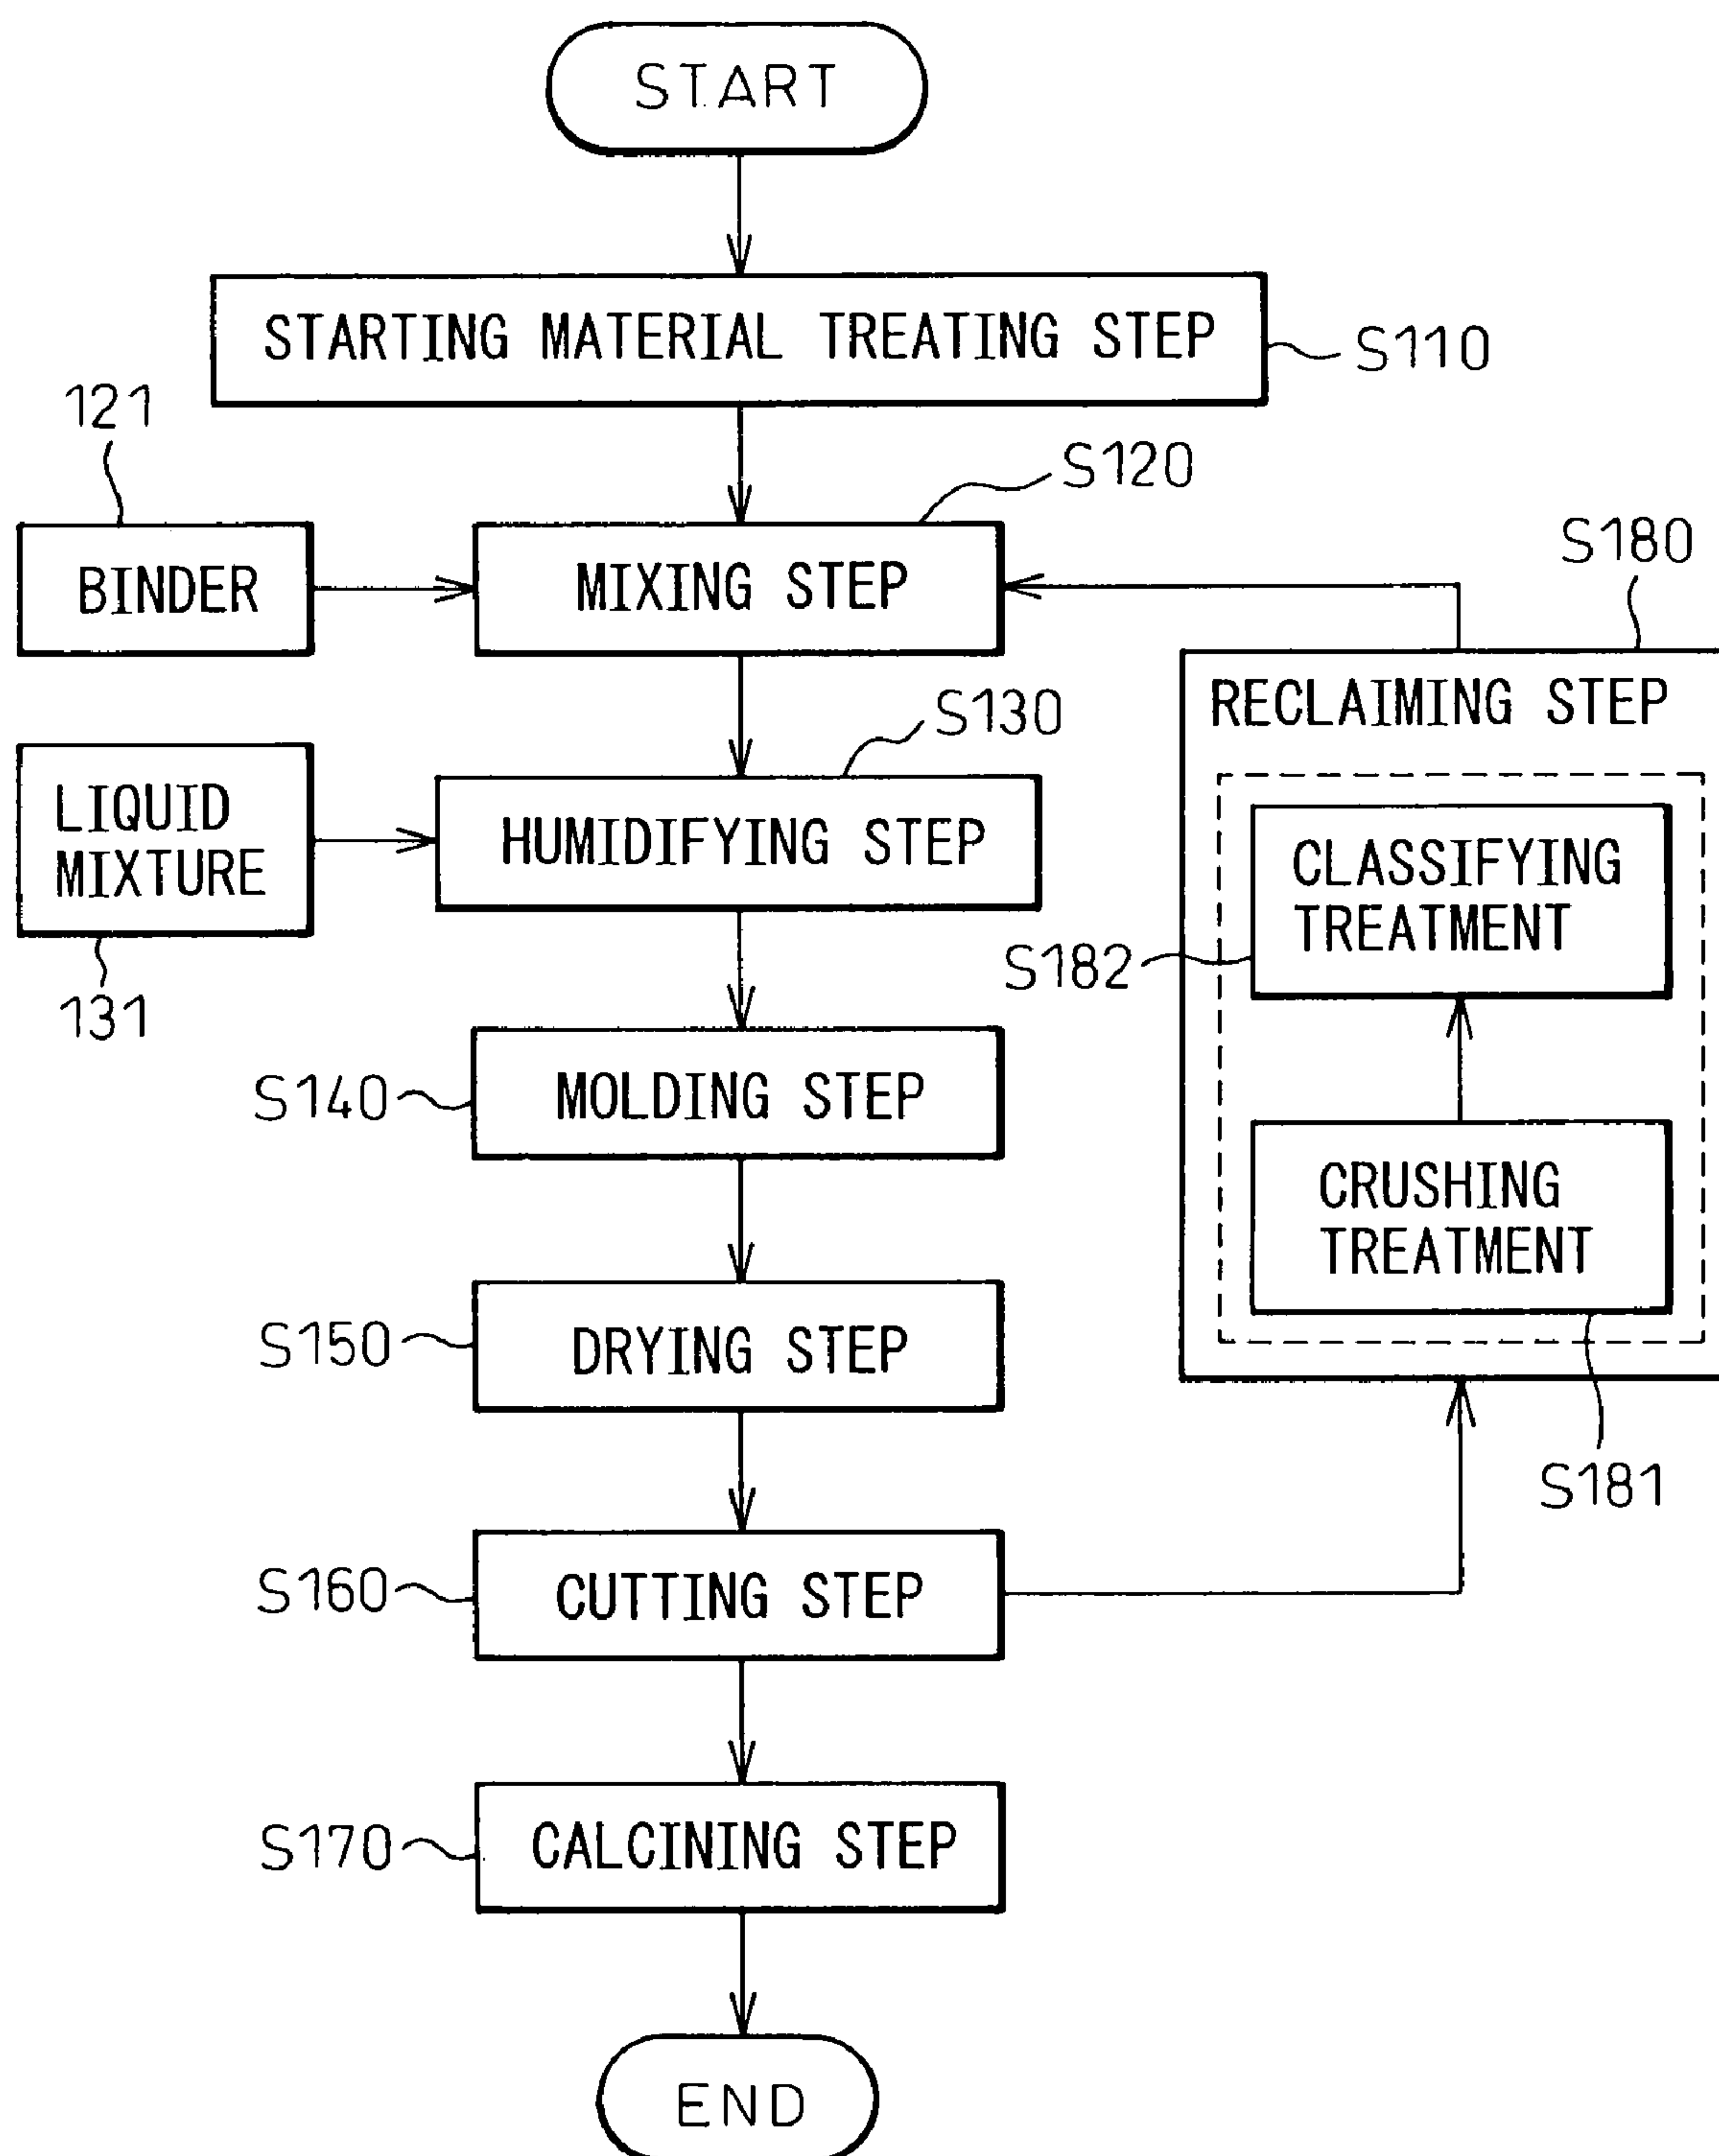 START
STARTING MATERIAL TREATING STEP
S110
121
S120
BINDER
MIXING STEP
S180
RECLAIMING STEP
S130
LIQUID
MIXTURE
HUMIDIFYING STEP
131
CLASSIFYING
TREATMENT
S182
S140
MOLDING STEP
CRUSHING
TREATMENT
S181
S150
DRYING STEP
S160
CUTTING STEP
S170
CALCINING STEP
END